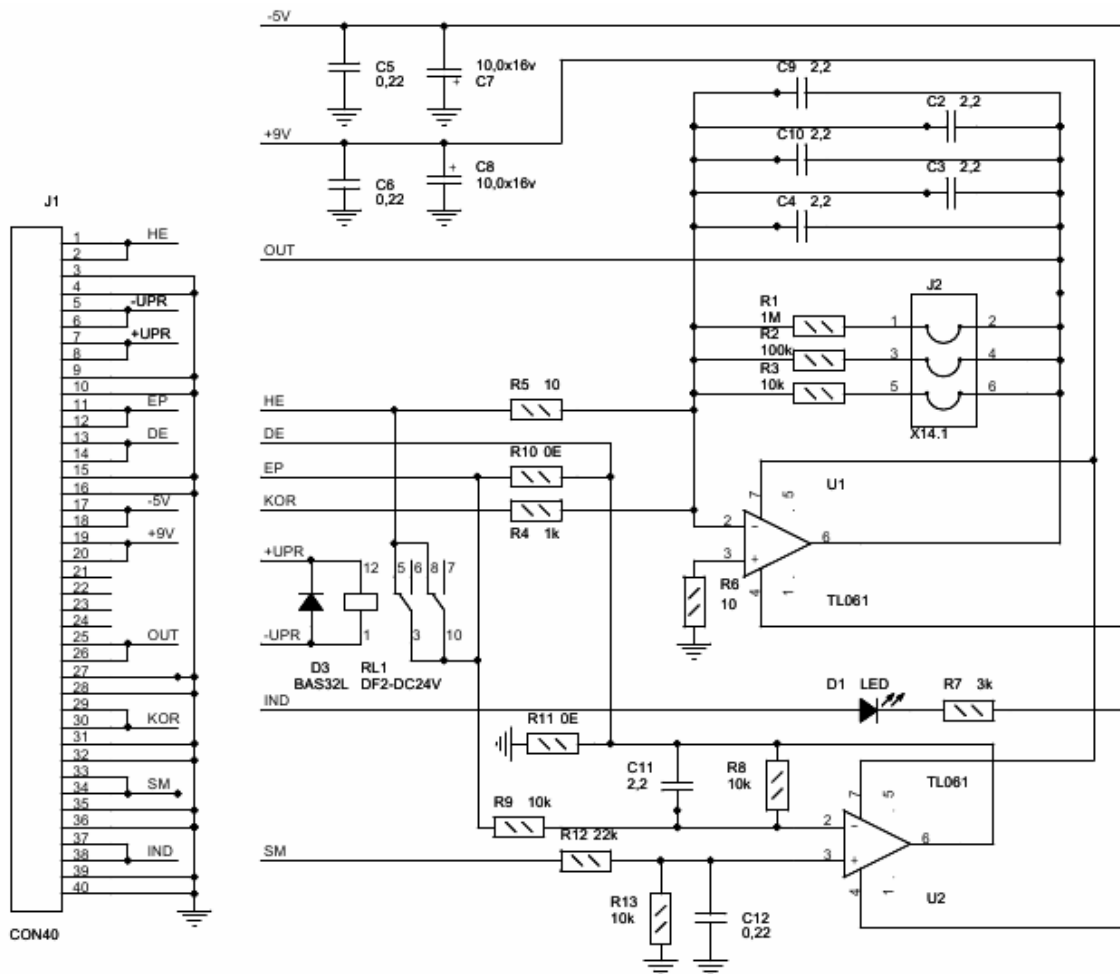 -5V
C5
0,22
10,0x16v
+
C7
+9V
C6
0,22
+
C8
10,0x16v
C9 2,2
C2 2,2
C10 2,2
C3 2,2
C4 2,2
J1
1
HE
2
3
4
5
-UPR
6
7
+UPR
8
9
10
11
EP
12
13
DE
14
15
16
17
-5V
18
19
+9V
20
21
22
23
24
25
OUT
26
27
28
29
30
KOR
31
32
33
34
SM
35
36
37
38
IND
39
40
CON40
OUT
R1
1M
R2
100k
R3
10k
J2
1 2
3 4
5 6
X14.1
HE
R5 10
DE
EP
R10 0E
KOR
R4 1k
+UPR
12
5 6 8 7
-UPR
1
3 10
D3
BAS32L
RL1
DF2-DC24V
U1
7 5
2 −
6
3 +
4 1
TL061
R6
10
IND
D1 LED
R7 3k
R11 0E
C11
2,2
R8
10k
TL061
7 5
R9 10k
2 −
6
SM
R12 22k
3 +
4 1
U2
R13
10k
C12
0,22